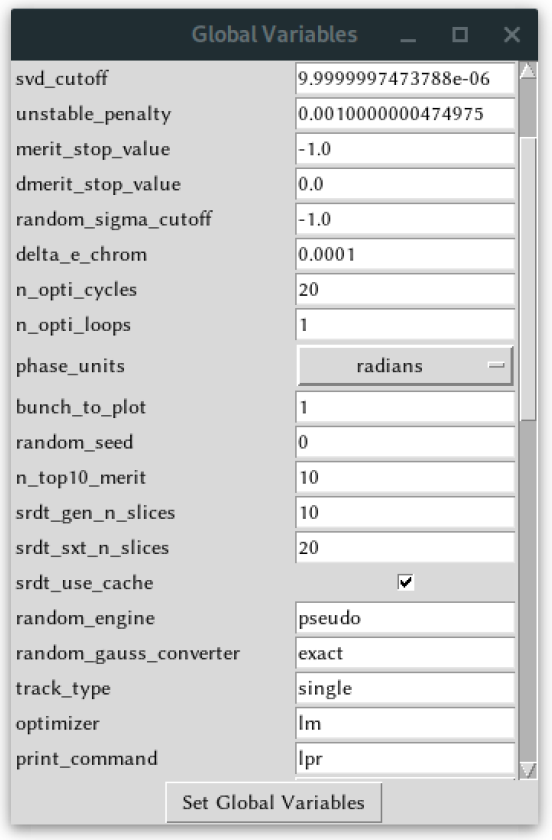 Global Variables
svd_cutoff 9.9999997473788e-06
unstable_penalty 0.0010000000474975
merit_stop_value -1.0
dmerit_stop_value 0.0
random_sigma_cutoff -1.0
delta_e_chrom 0.0001
n_opti_cycles 20
n_opti_loops 1
phase_units radians
bunch_to_plot 1
random_seed 0
n_top10_merit 10
srdt_gen_n_slices 10
srdt_sxt_n_slices 20
srdt_use_cache
random_engine pseudo
random_gauss_converter exact
track_type single
optimizer lm
print_command lpr
Set Global Variables